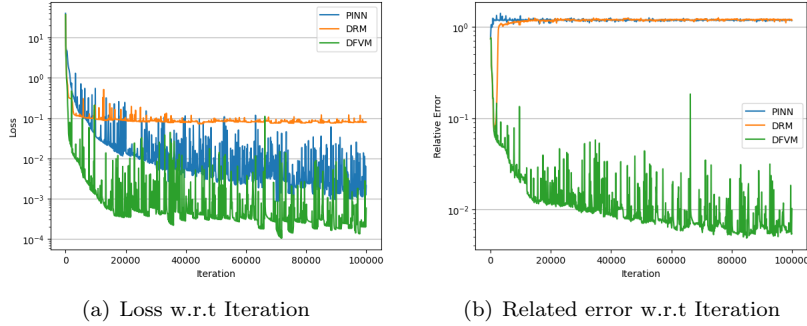 PINN
DRM
DFVM
10^1
10^0
10^-1
10^-2
10^-3
10^-4
Loss
0 20000 40000 60000 80000 100000
Iteration
(a) Loss w.r.t Iteration
10^0
10^-1
10^-2
Relative Error
PINN
DRM
DFVM
0 20000 40000 60000 80000 100000
Iteration
(b) Related error w.r.t Iteration